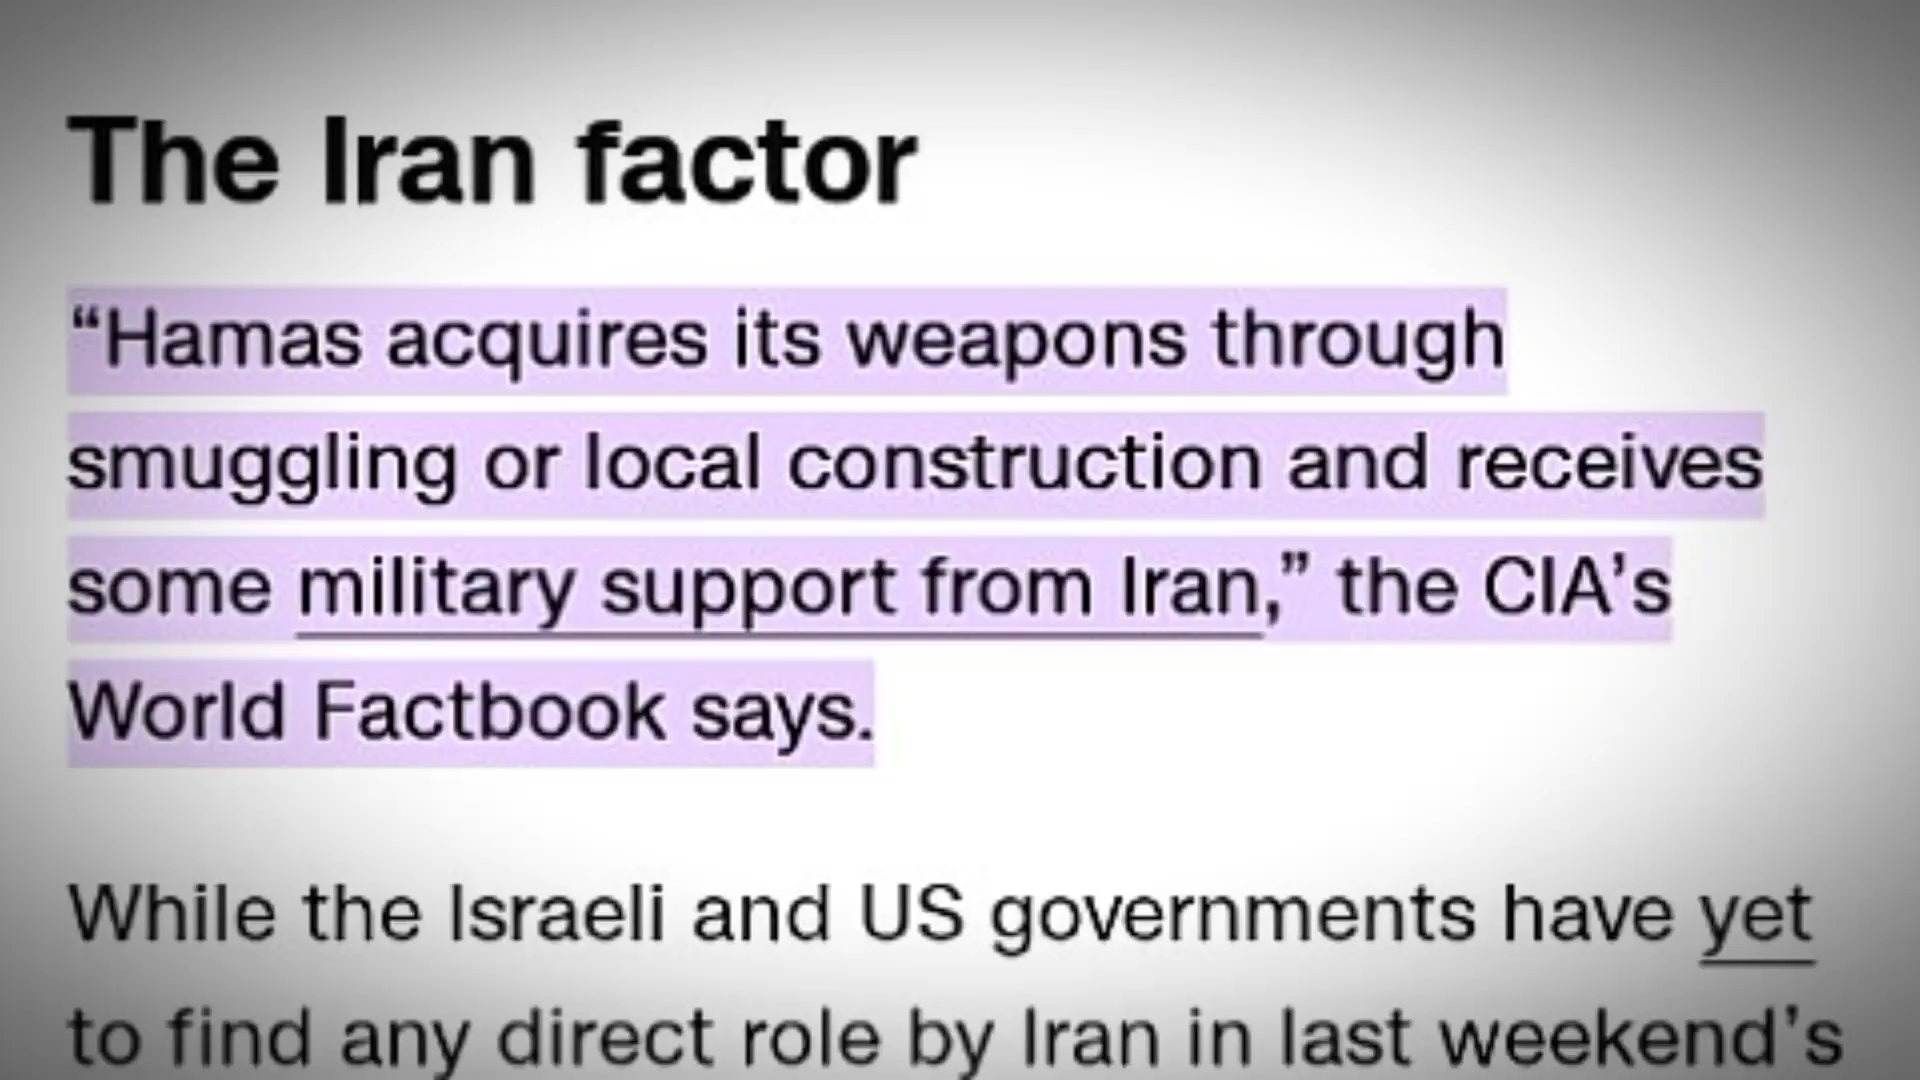 The Iran factor
“Hamas acquires its weapons through
smuggling or local construction and receives
some military support from Iran,” the CIA’s
World Factbook says.
While the Israeli and US governments have yet
to find any direct role by Iran in last weekend’s